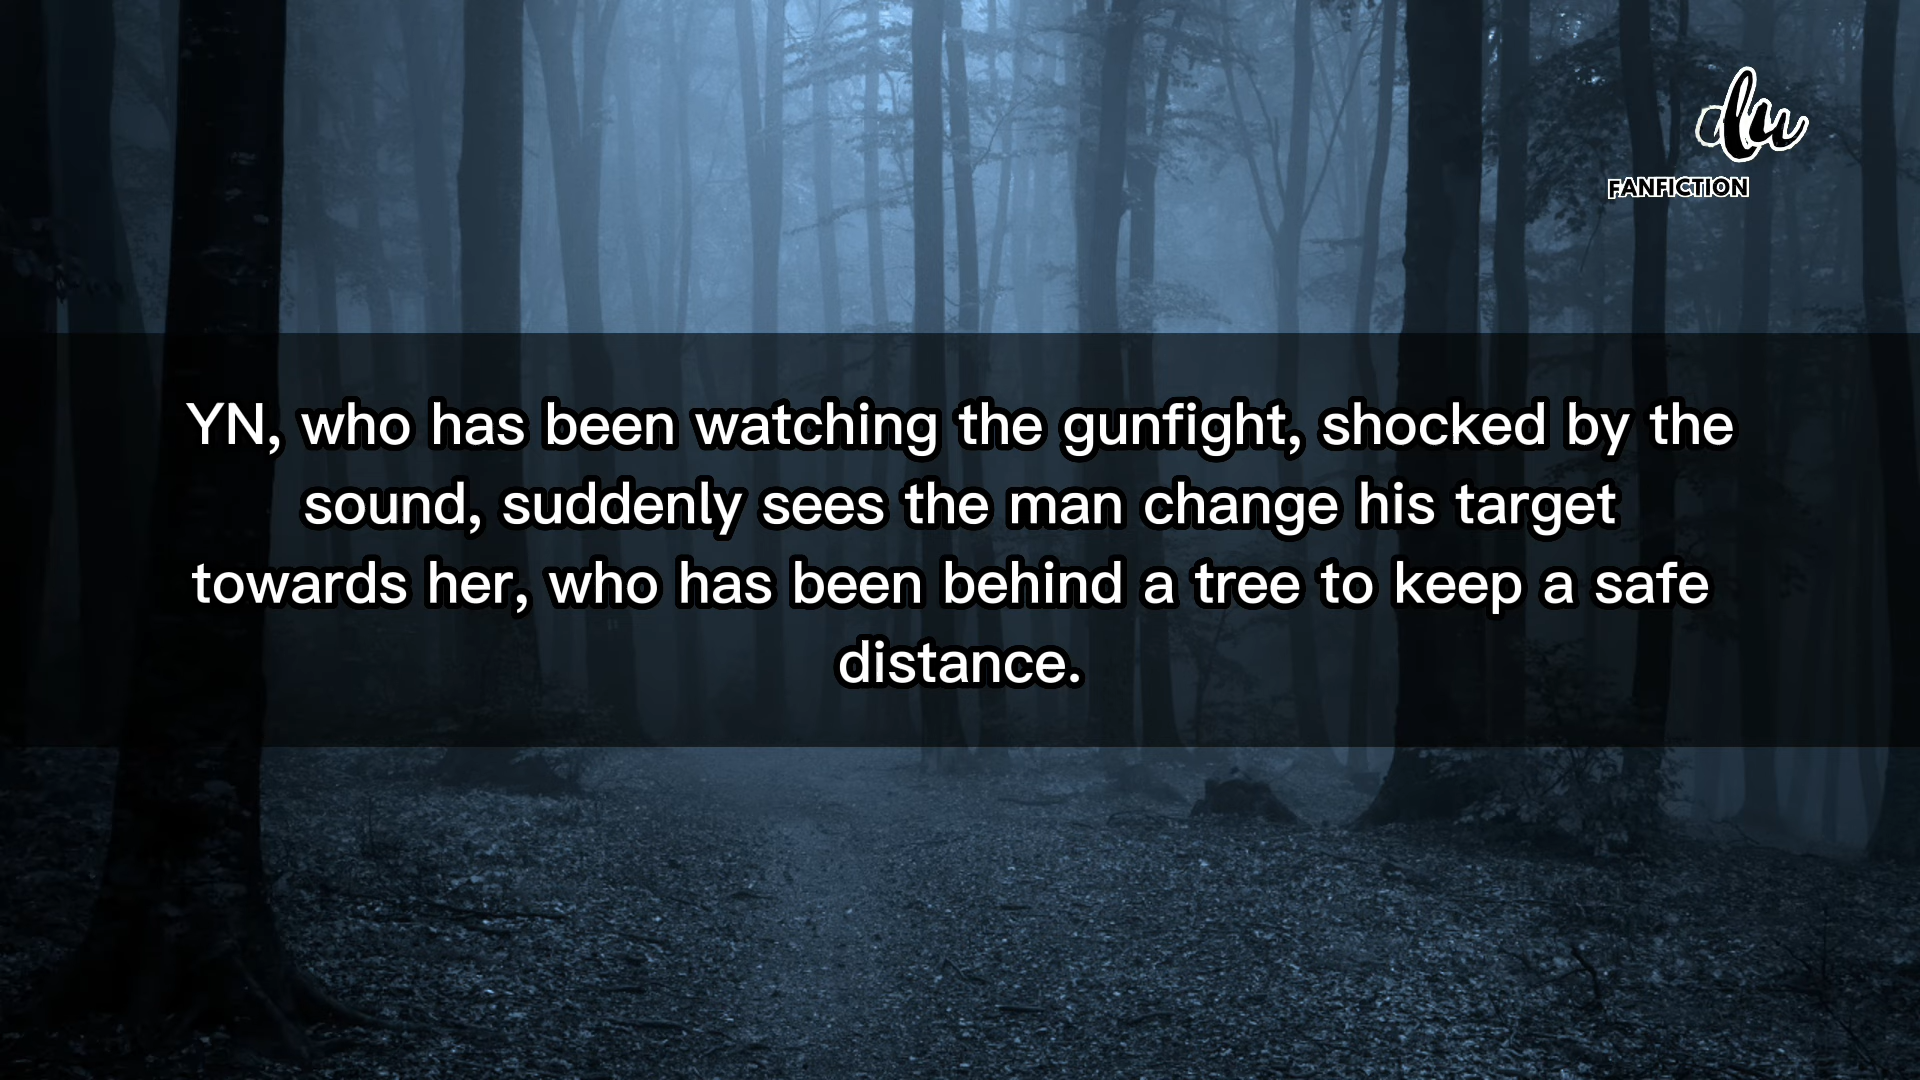 du
FANFICTION
YN, who has been watching the gunfight, shocked by the
sound, suddenly sees the man change his target
towards her, who has been behind a tree to keep a safe
distance.